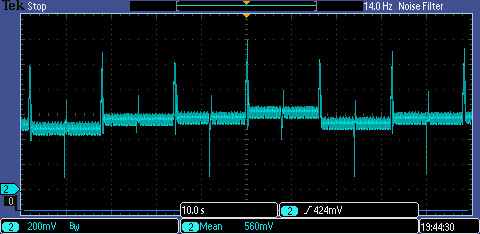 Tek Stop 14.0 Hz Noise Filter
2
0
10.0 s 2 424mV
2 200mV Bw 2 Mean 560mV 19:44:30